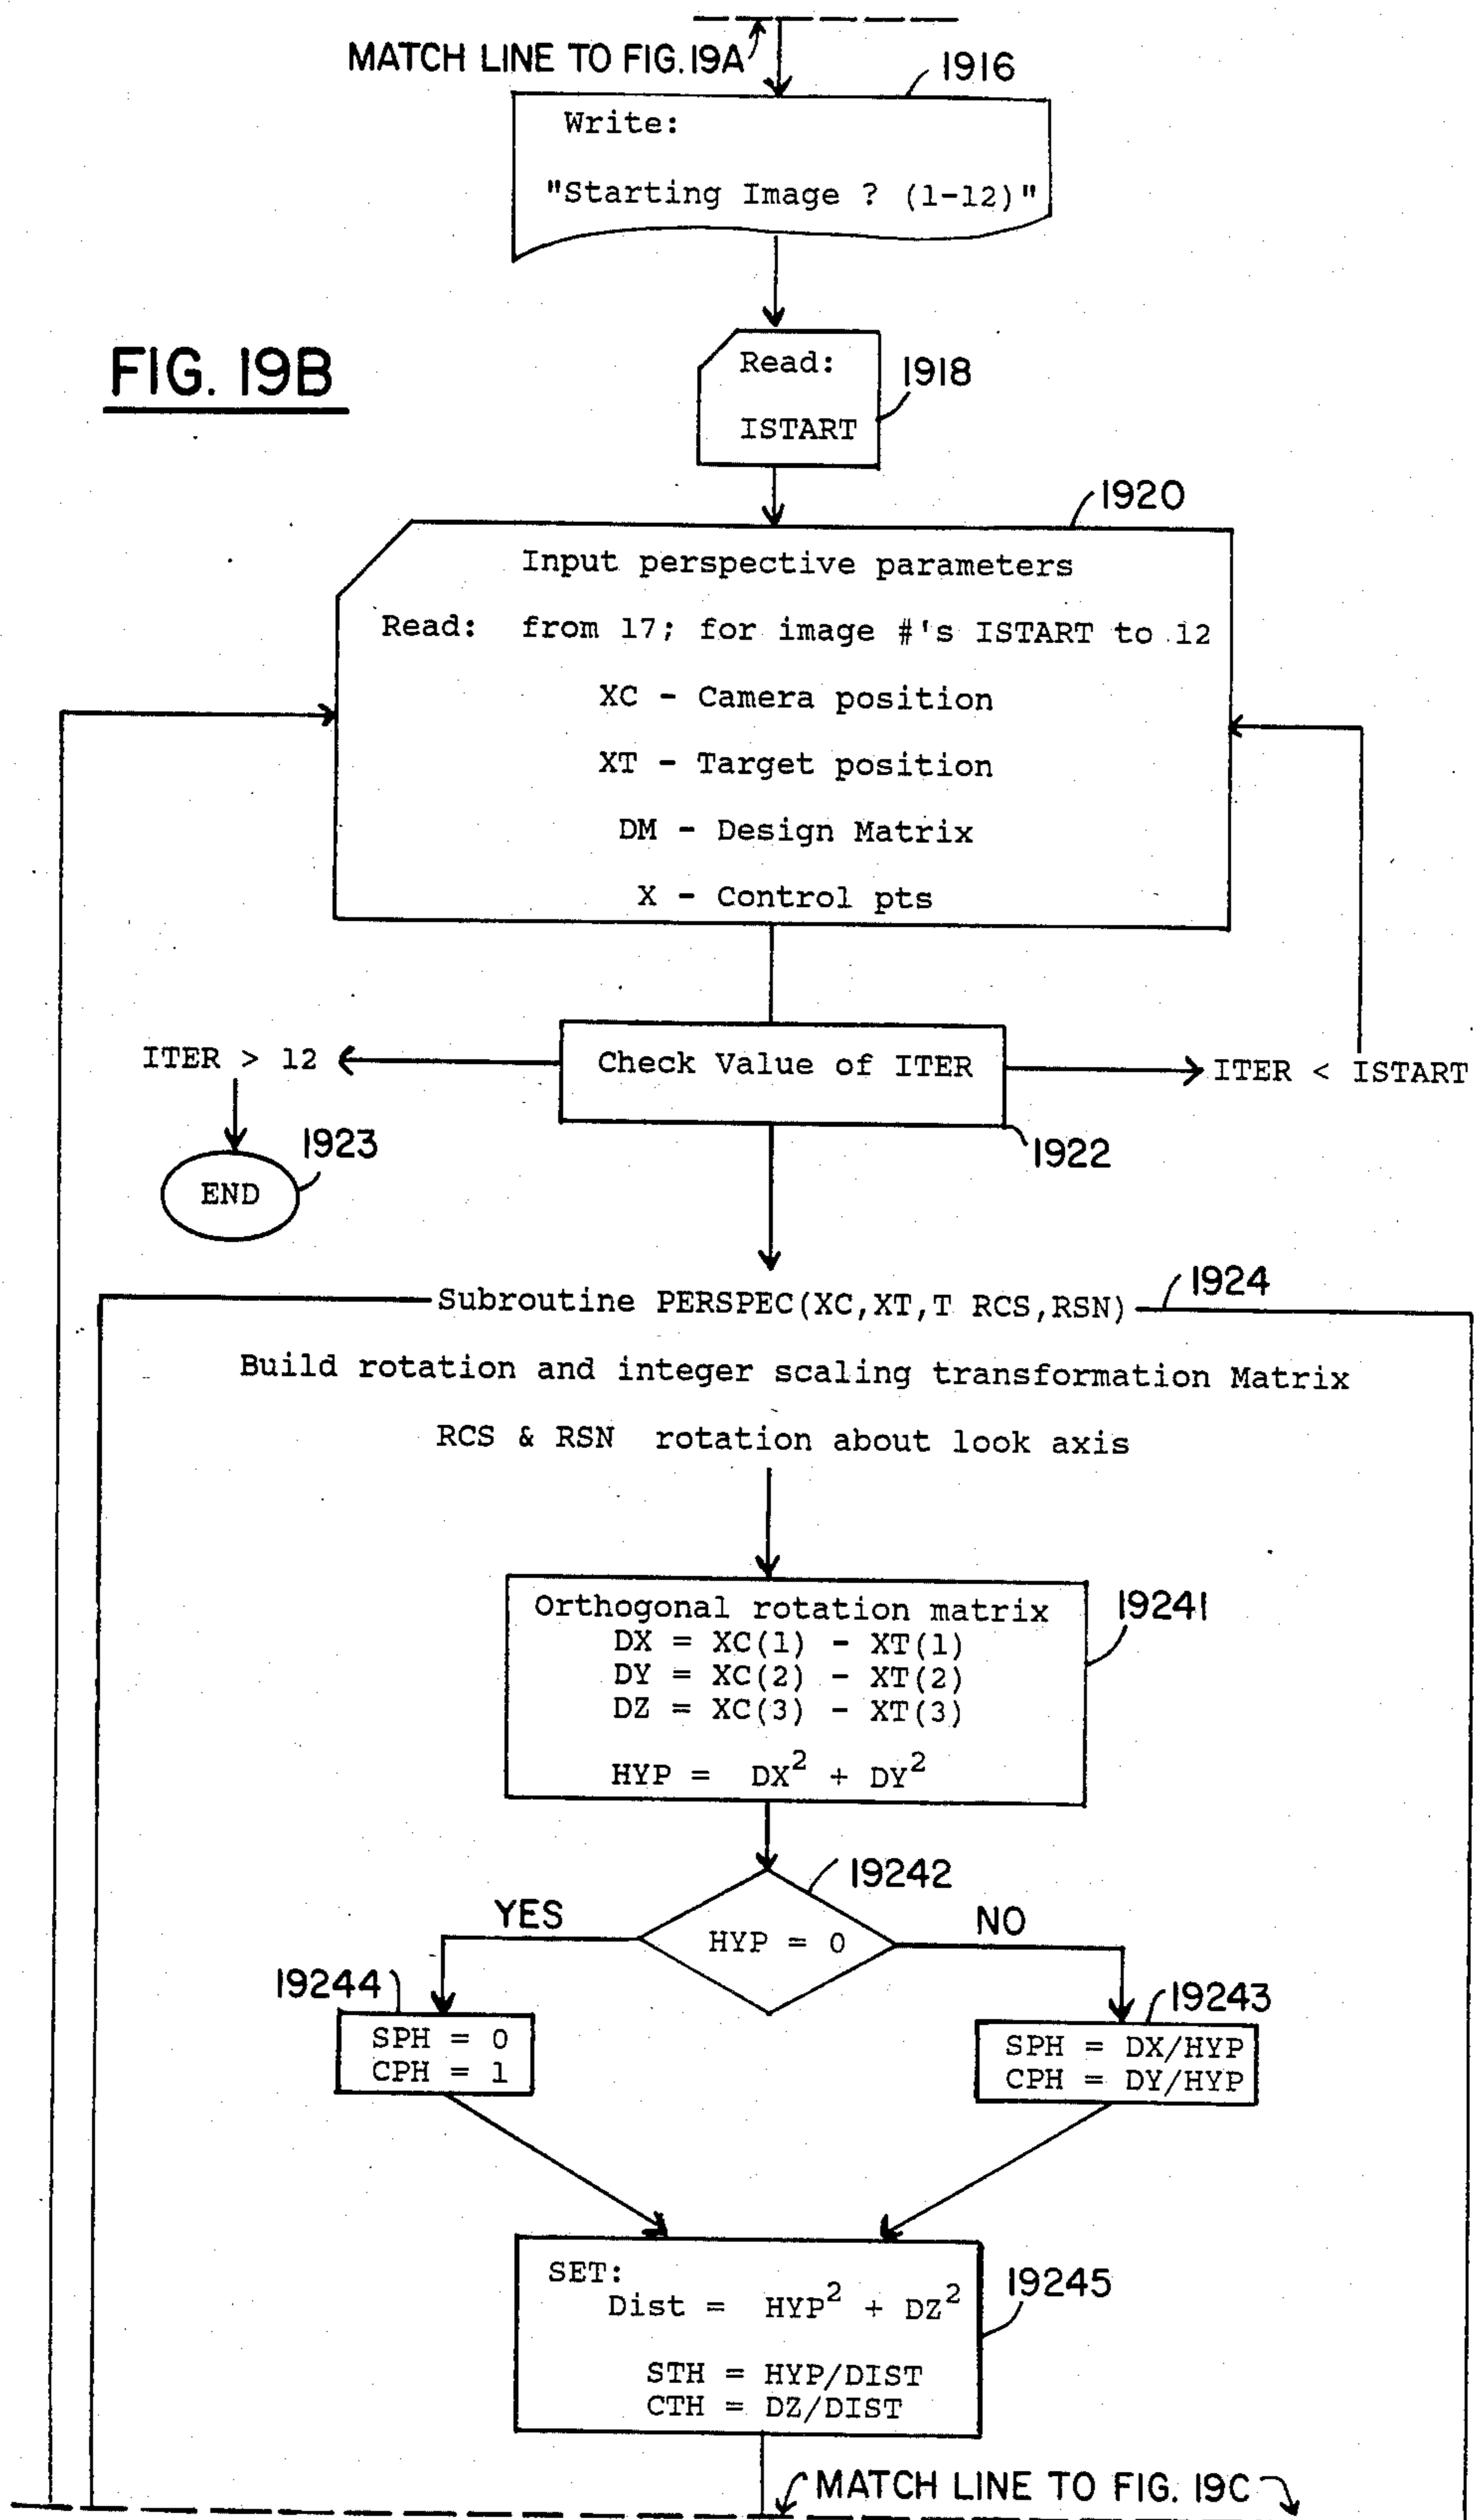 MATCH LINE TO FIG.19A
1916
Write:
"Starting Image ? (1-12)"
FIG. 19B
Read:
1918
ISTART
1920
Input perspective parameters
Read: from 17; for image #'s ISTART to 12
XC - Camera position
XT - Target position
DM - Design Matrix
X - Control pts
ITER > 12
Check Value of ITER
ITER < ISTART
1923
1922
END
1924
Subroutine PERSPEC(XC,XT,T RCS,RSN)
Build rotation and integer scaling transformation Matrix
RCS & RSN rotation about look axis
Orthogonal rotation matrix
19241
DX = XC(1) - XT(1)
DY = XC(2) - XT(2)
DZ = XC(3) - XT(3)
HYP = DX² + DY²
19242
YES
NO
HYP = 0
19244
19243
SPH = 0
CPH = 1
SPH = DX/HYP
CPH = DY/HYP
SET:
19245
Dist = HYP² + DZ²
STH = HYP/DIST
CTH = DZ/DIST
MATCH LINE TO FIG. 19C